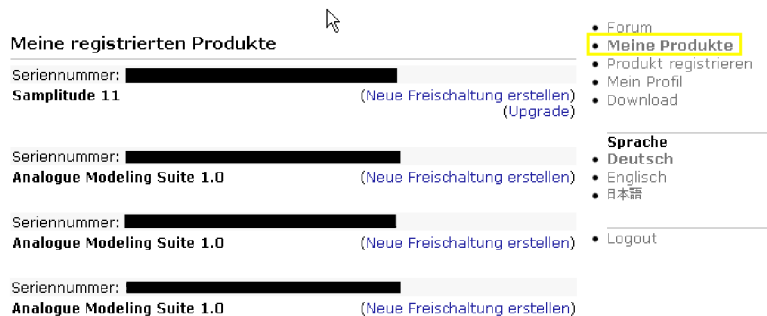 Meine registrierten Produkte
Seriennummer:
Samplitude 11 (Neue Freischaltung erstellen)
(Upgrade)
Seriennummer:
Analogue Modeling Suite 1.0 (Neue Freischaltung erstellen)
Seriennummer:
Analogue Modeling Suite 1.0 (Neue Freischaltung erstellen)
Seriennummer:
Analogue Modeling Suite 1.0 (Neue Freischaltung erstellen)
Forum
Meine Produkte
Produkt registrieren
Mein Profil
Download
Sprache
Deutsch
Englisch
日本語
Logout